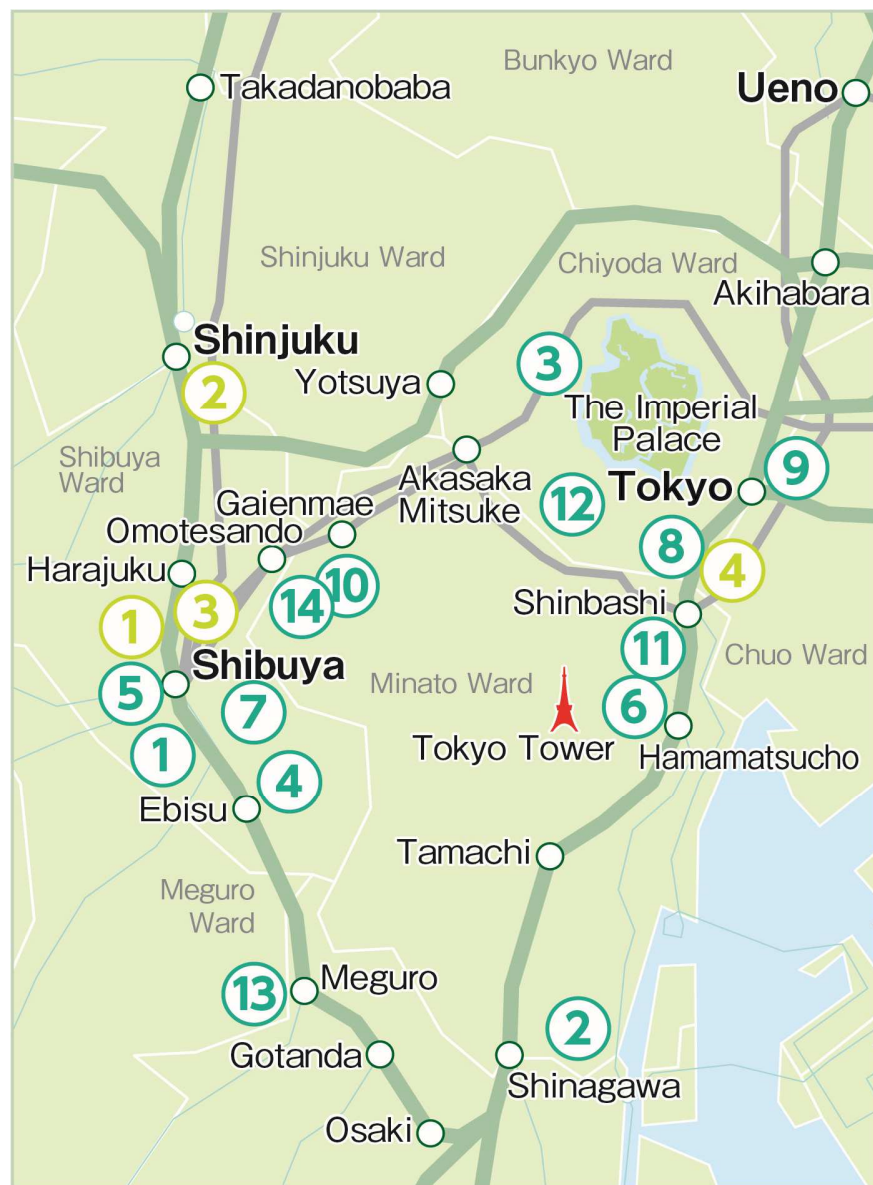 Bunkyo Ward
Takadanobaba
Ueno
Shinjuku Ward
Chiyoda Ward
Akihabara
Shinjuku
Yotsuya
3
2
The Imperial
Palace
Shibuya
Ward
Akasaka
Mitsuke
9
Tokyo
12
Gaienmae
Omotesando
8
4
Harajuku
10
14
3
1
Shinbashi
11
Chuo Ward
Shibuya
5
7
Minato Ward
6
Tokyo Tower
Hamamatsucho
1
4
Ebisu
Tamachi
Meguro
Ward
13
Meguro
2
Gotanda
Shinagawa
Osaki